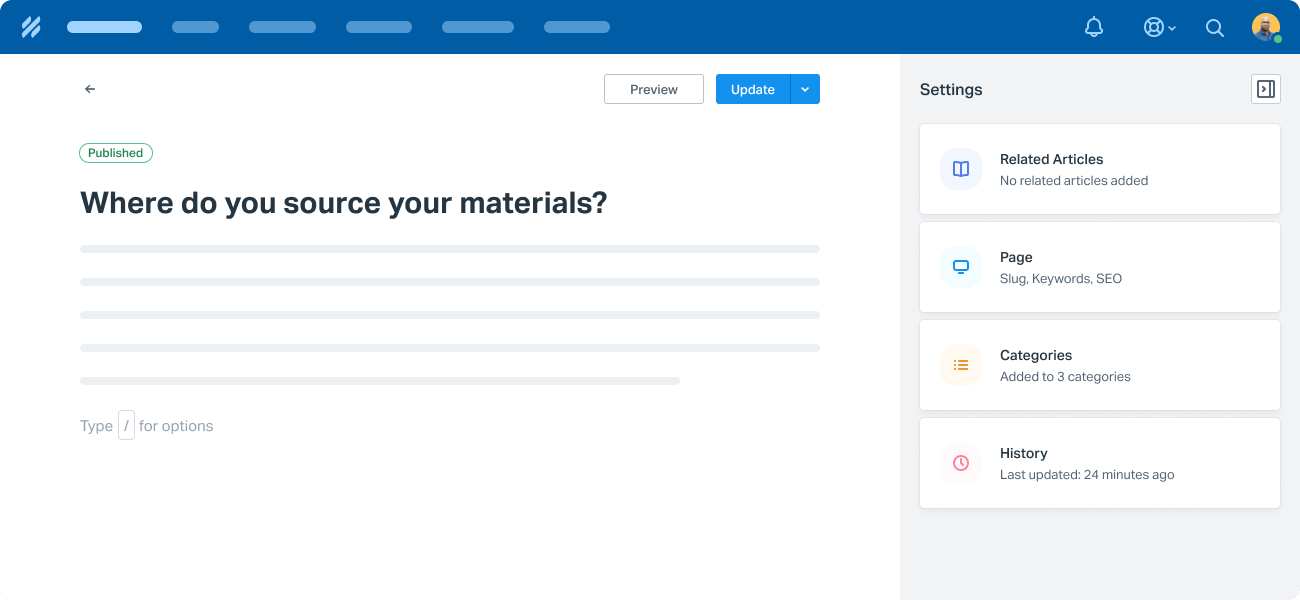 Preview
Update
Settings
Published
Where do you source your materials?
Type / for options
Related Articles
No related articles added
Page
Slug, Keywords, SEO
Categories
Added to 3 categories
History
Last updated: 24 minutes ago